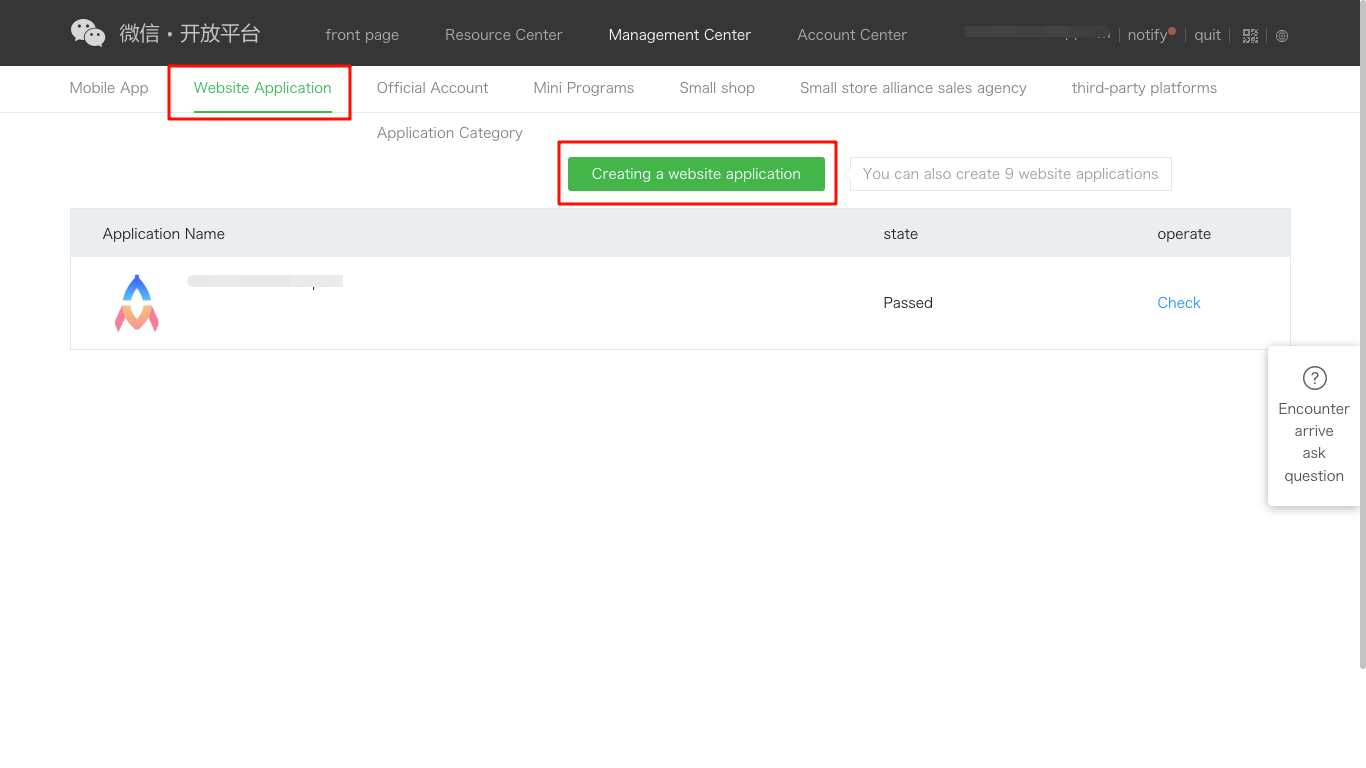 微信·开放平台
front page
Resource Center
Management Center
Account Center
notify
quit
Mobile App
Website Application
Official Account
Mini Programs
Small shop
Small store alliance sales agency
third-party platforms
Application Category
Creating a website application
You can also create 9 website applications
Application Name
state
operate
Passed
Check
?
Encounter
arrive
ask
question